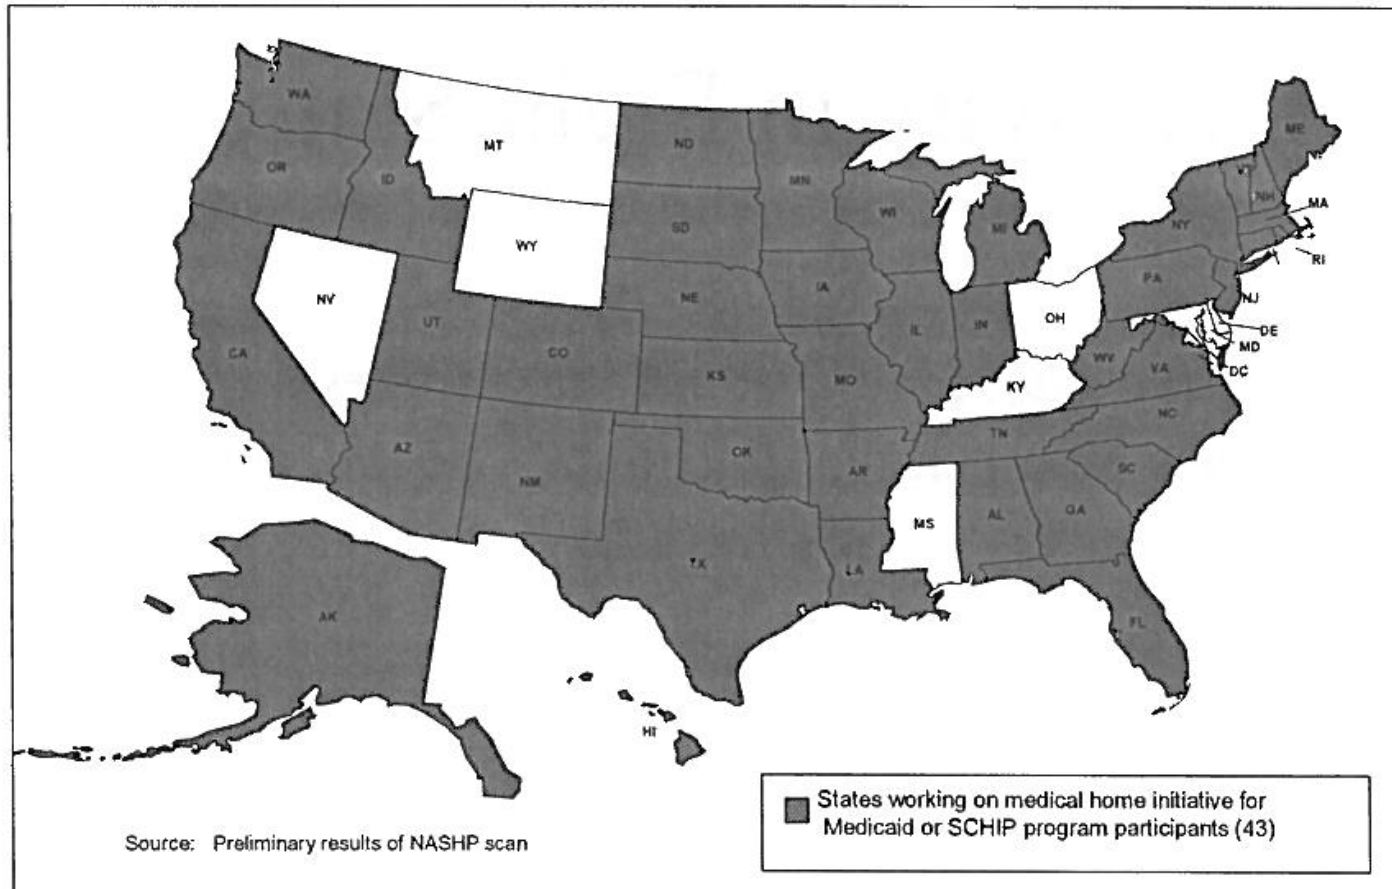 WA
MT
ND
ME
OR
ID
MN
VT
NH
MA
WI
NY
SD
MI
WY
RI
PA
IA
NE
NV
NJ
UT
OH
IL
IN
DE
CA
CO
MD
WV
VA
DC
KS
MO
KY
NC
TN
AZ
OK
AR
SC
NM
GA
AL
MS
TX
LA
AK
FL
HI
States working on medical home initiative for
Medicaid or SCHIP program participants (43)
Source: Preliminary results of NASHP scan